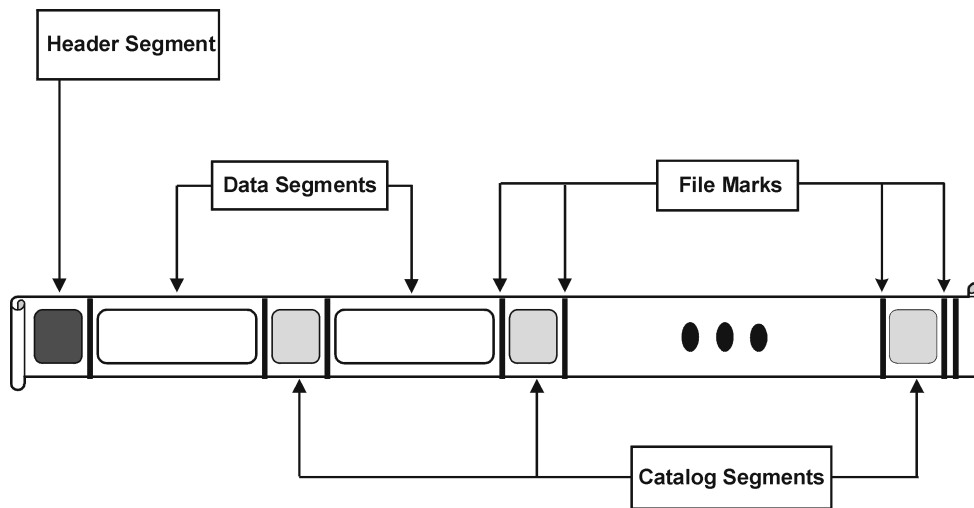 Header Segment
Data Segments
File Marks
Catalog Segments